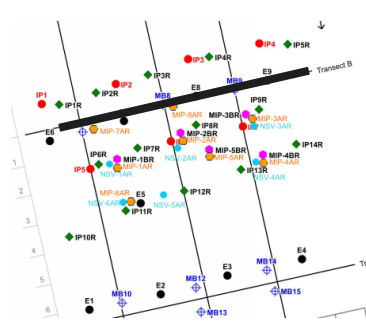 IP4
IP5R
IP3
IP4R
Transect B
IP3R
E9
IP2
E8
MB9
IP2R
IP1
IP1R
MB8
IP9R
MIP-8AR
MIP-3BR
MIP-3AR
IP8R
NSV-3AR
E6
MIP-7AR
MIP-2BR
MIP-2AR
IP14R
IP7R
NSV-2AR
MIP-5BR
MIP-5AR
MIP-4BR
MIP-4AR
NSV-4AR
1
IP6R
MIP-1BR
MIP-1AR
IP5
NSV-1AR
IP13R
2
MIP-6AR
NSV-6AR
E5
NSV-5AR
IP12R
IP11R
3
IP10R
4
E4
MB14
E3
5
MB12
E2
MB15
MB10
E1
MB13
6